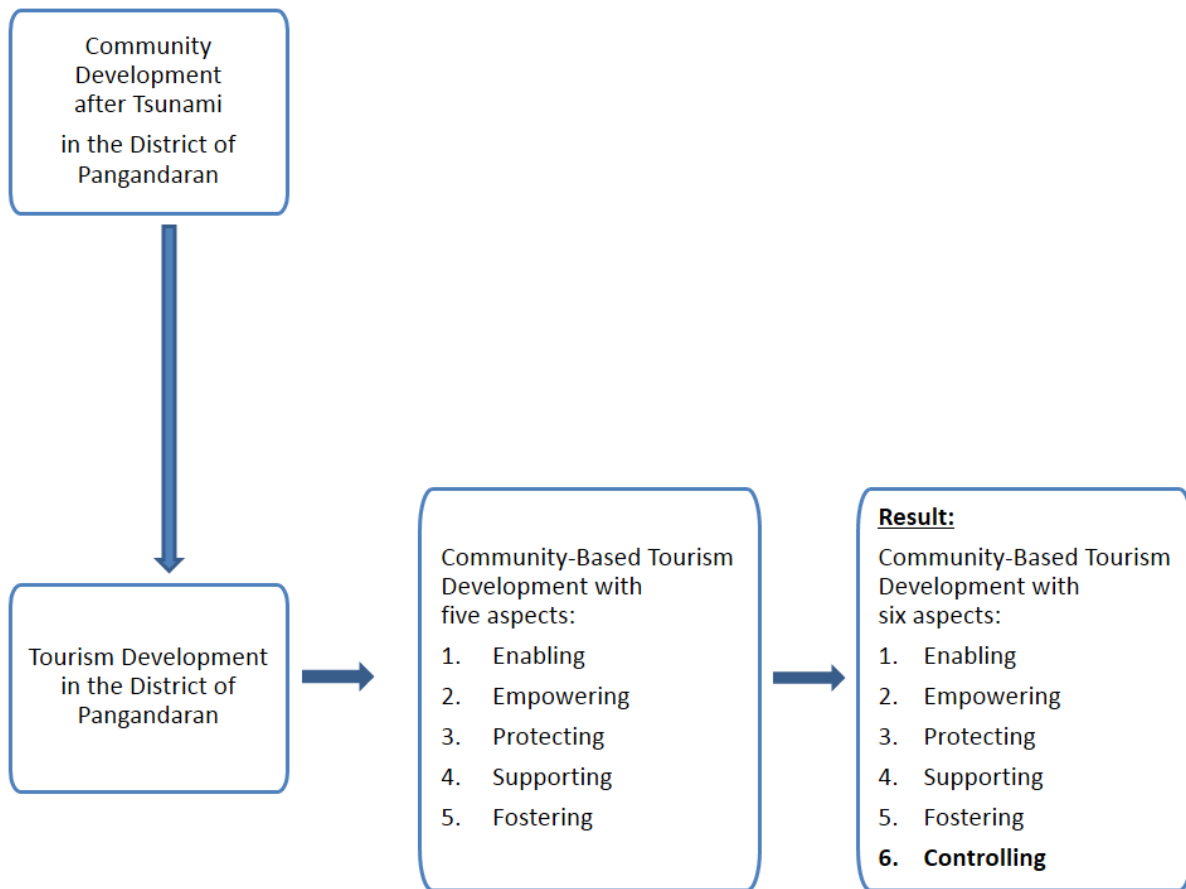 Community
Development
after Tsunami
in the District of
Pangandaran
Tourism Development
in the District of
Pangandaran
Community-Based Tourism
Development with
five aspects:
1. Enabling
2. Empowering
3. Protecting
4. Supporting
5. Fostering
Result:
Community-Based Tourism
Development with
six aspects:
1. Enabling
2. Empowering
3. Protecting
4. Supporting
5. Fostering
6. Controlling